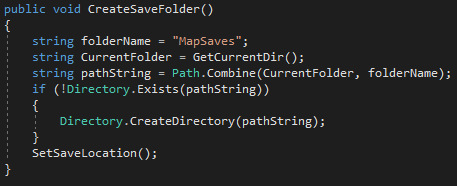 public void CreateSaveFolder()
{
string folderName = "MapSaves";
string CurrentFolder = GetCurrentDir();
string pathString = Path.Combine(CurrentFolder, folderName);
if (!Directory.Exists(pathString))
{
Directory.CreateDirectory(pathString);
}
SetSaveLocation();
}